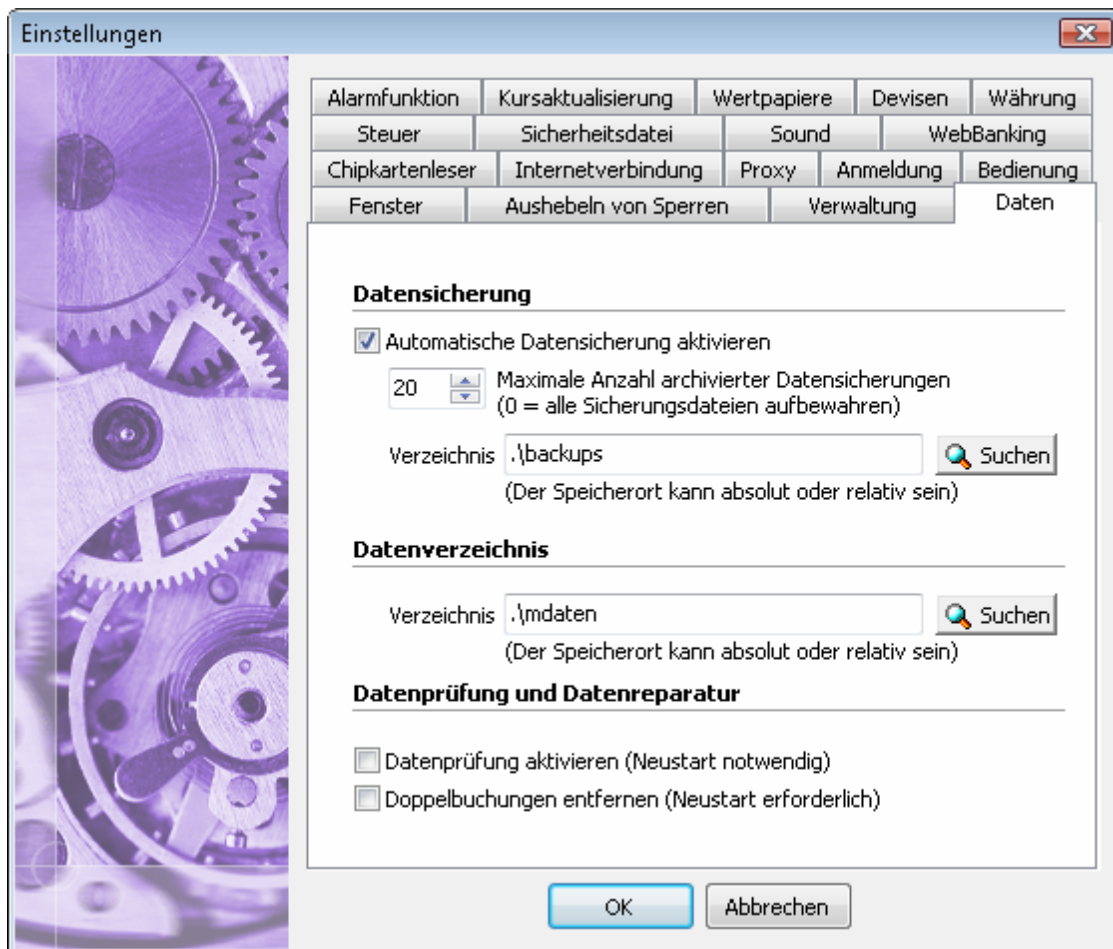 Einstellungen
Alarmfunktion Kursaktualisierung Wertpapiere Devisen Währung
Steuer Sicherheitsdatei Sound WebBanking
Chipkartenleser Internetverbindung Proxy Anmeldung Bedienung
Fenster Aushebeln von Sperren Verwaltung Daten
Datensicherung
Automatische Datensicherung aktivieren
20 Maximale Anzahl archivierter Datensicherungen
(0 = alle Sicherungsdateien aufbewahren)
Verzeichnis .\backups Suchen
(Der Speicherort kann absolut oder relativ sein)
Datenverzeichnis
Verzeichnis .\mdaten Suchen
(Der Speicherort kann absolut oder relativ sein)
Datenprüfung und Datenreparatur
Datenprüfung aktivieren (Neustart notwendig)
Doppelbuchungen entfernen (Neustart erforderlich)
OK Abbrechen